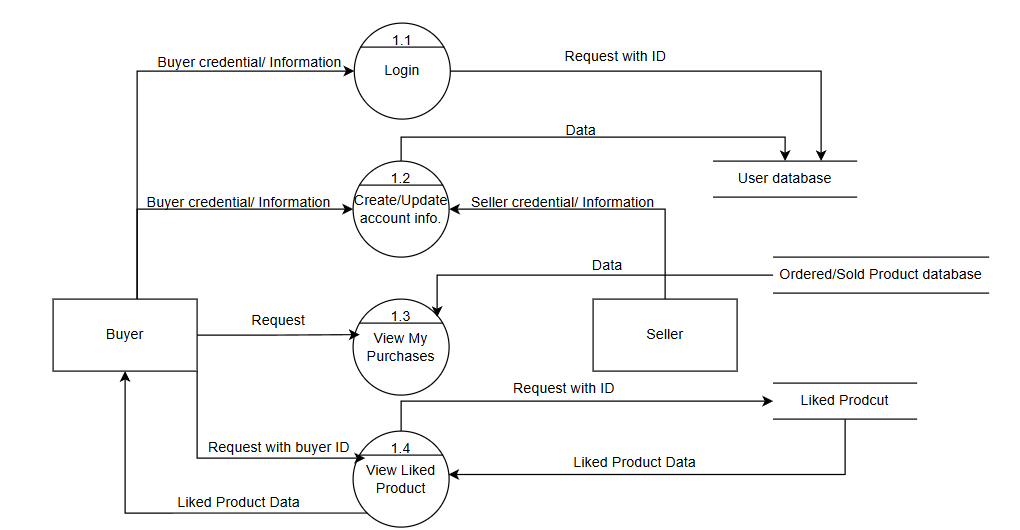 1.1
Buyer credential/ Information
Login
Request with ID
Data
1.2
User database
Buyer credential/ Information
Create/Update
account info.
Seller credential/ Information
Data
Ordered/Sold Product database
1.3
Request
View My
Purchases
Buyer
Seller
Request with ID
Liked Prodcut
Request with buyer ID
1.4
View Liked
Product
Liked Product Data
Liked Product Data